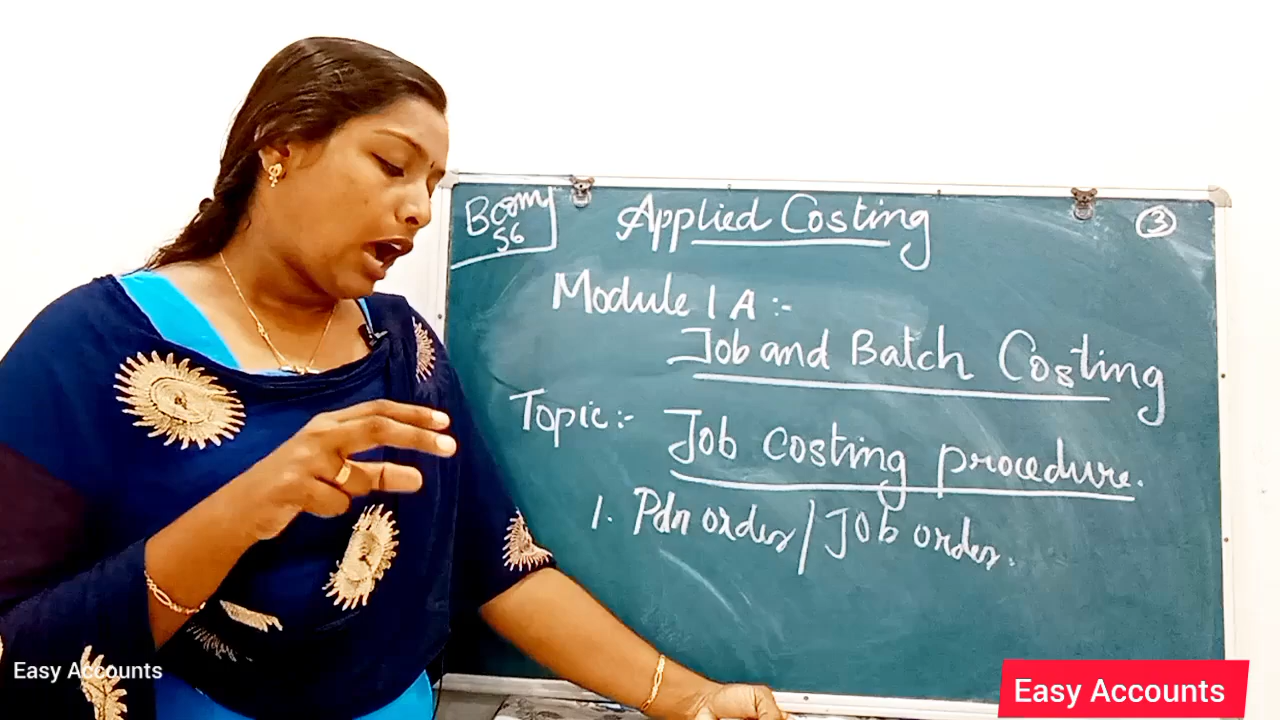 Bcom
S6
Applied Costing
3
Module 1 A :-
Job and Batch Costing
Topic :- Job costing procedure.
1. Pdn order / Job order.
Easy Accounts
Easy Accounts